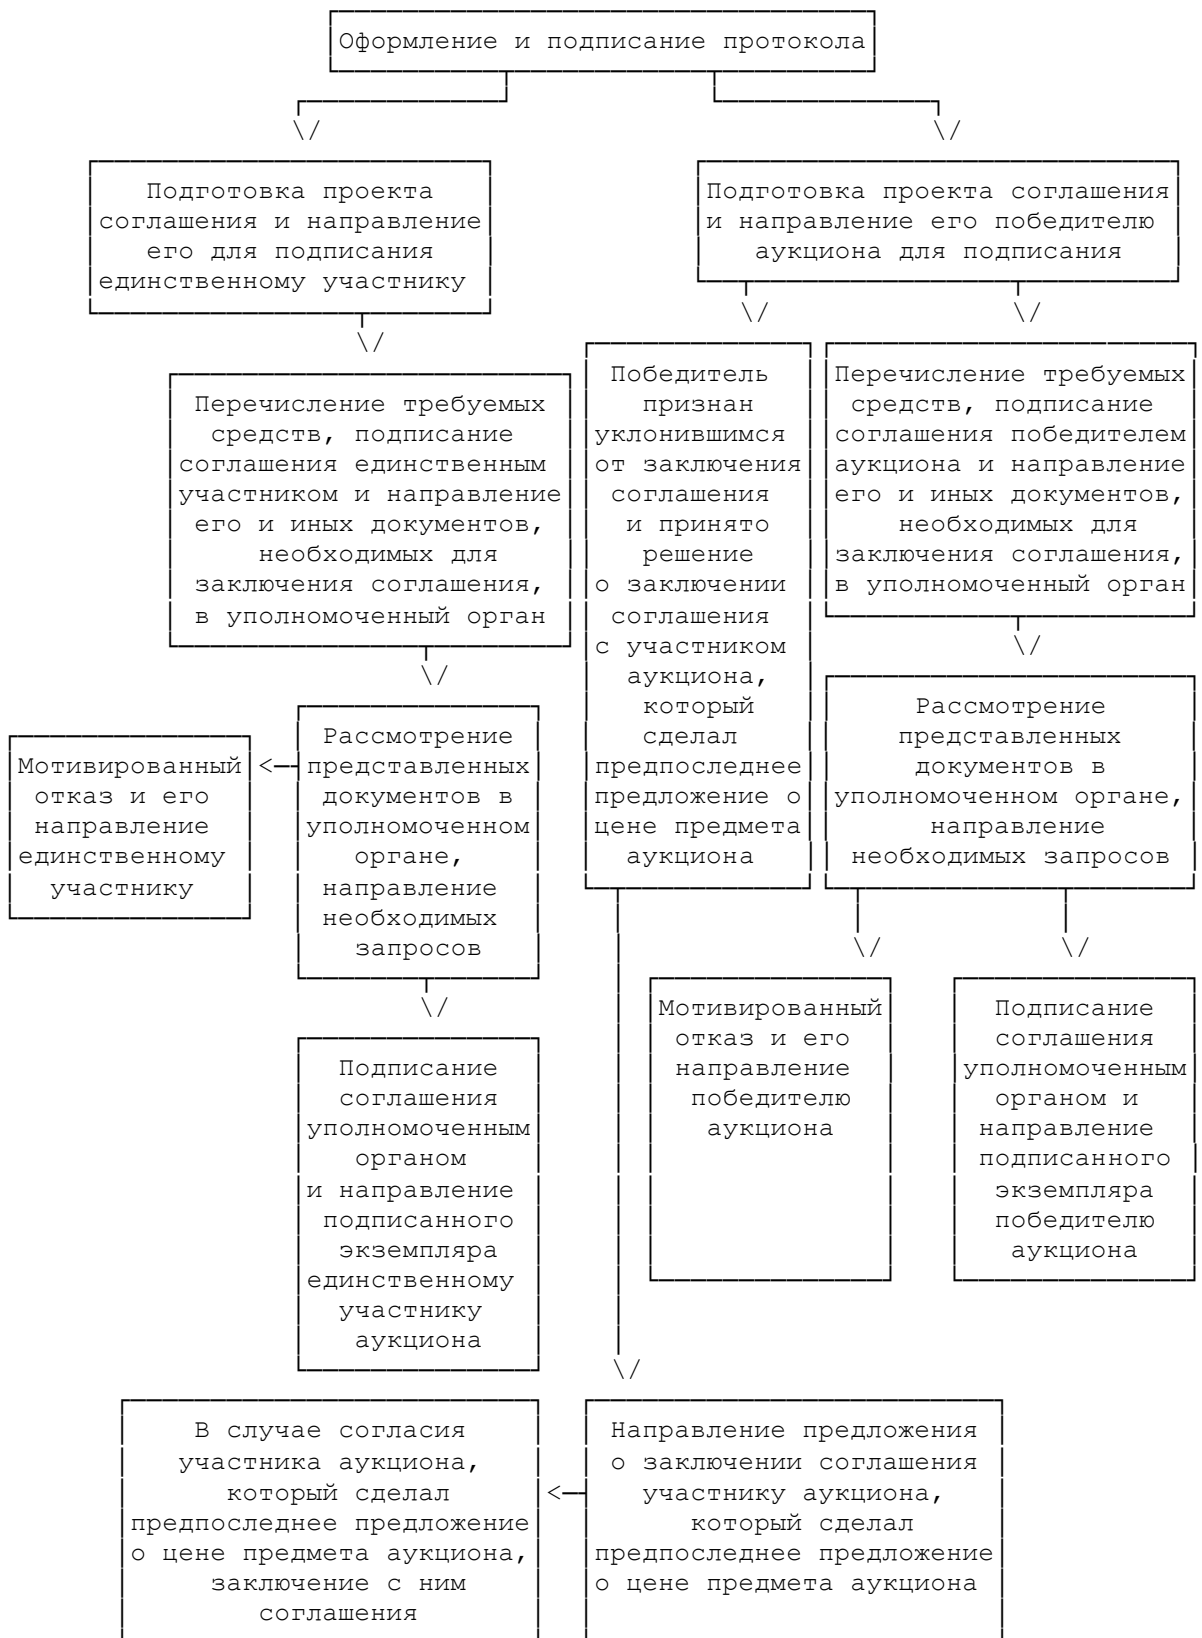 Оформление и подписание протокола
Подготовка проекта
соглашения и направление
его для подписания
единственному участнику
Подготовка проекта соглашения
и направление его победителю
аукциона для подписания
Перечисление требуемых
средств, подписание
соглашения единственным
участником и направление
его и иных документов,
необходимых для
заключения соглашения,
в уполномоченный орган
Победитель
признан
уклонившимся
от заключения
соглашения
и принято
решение
о заключении
соглашения
с участником
аукциона,
который
сделал
предпоследнее
предложение о
цене предмета
аукциона
Перечисление требуемых
средств, подписание
соглашения победителем
аукциона и направление
его и иных документов,
необходимых для
заключения соглашения,
в уполномоченный орган
Мотивированный
отказ и его
направление
единственному
участнику
Рассмотрение
представленных
документов в
уполномоченном
органе,
направление
необходимых
запросов
Рассмотрение
представленных
документов в
уполномоченном органе,
направление
необходимых запросов
Подписание
соглашения
уполномоченным
органом
и направление
подписанного
экземпляра
единственному
участнику
аукциона
Мотивированный
отказ и его
направление
победителю
аукциона
Подписание
соглашения
уполномоченным
органом и
направление
подписанного
экземпляра
победителю
аукциона
В случае согласия
участника аукциона,
который сделал
предпоследнее предложение
о цене предмета аукциона,
заключение с ним
соглашения
Направление предложения
о заключении соглашения
участнику аукциона,
который сделал
предпоследнее предложение
о цене предмета аукциона